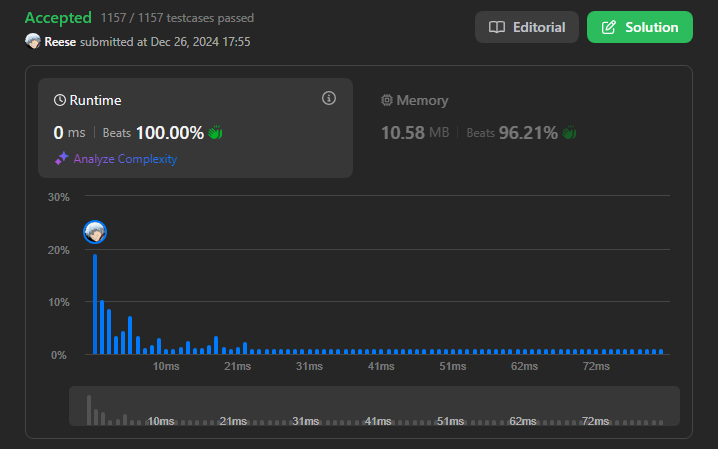 Accepted 1157 / 1157 testcases passed
Editorial
Solution
Reese submitted at Dec 26, 2024 17:55
Runtime
0 ms | Beats 100.00%
Analyze Complexity
Memory
10.58 MB | Beats 96.21%
30%
20%
10%
0%
10ms 21ms 31ms 41ms 51ms 62ms 72ms
10ms 21ms 31ms 41ms 51ms 62ms 72ms